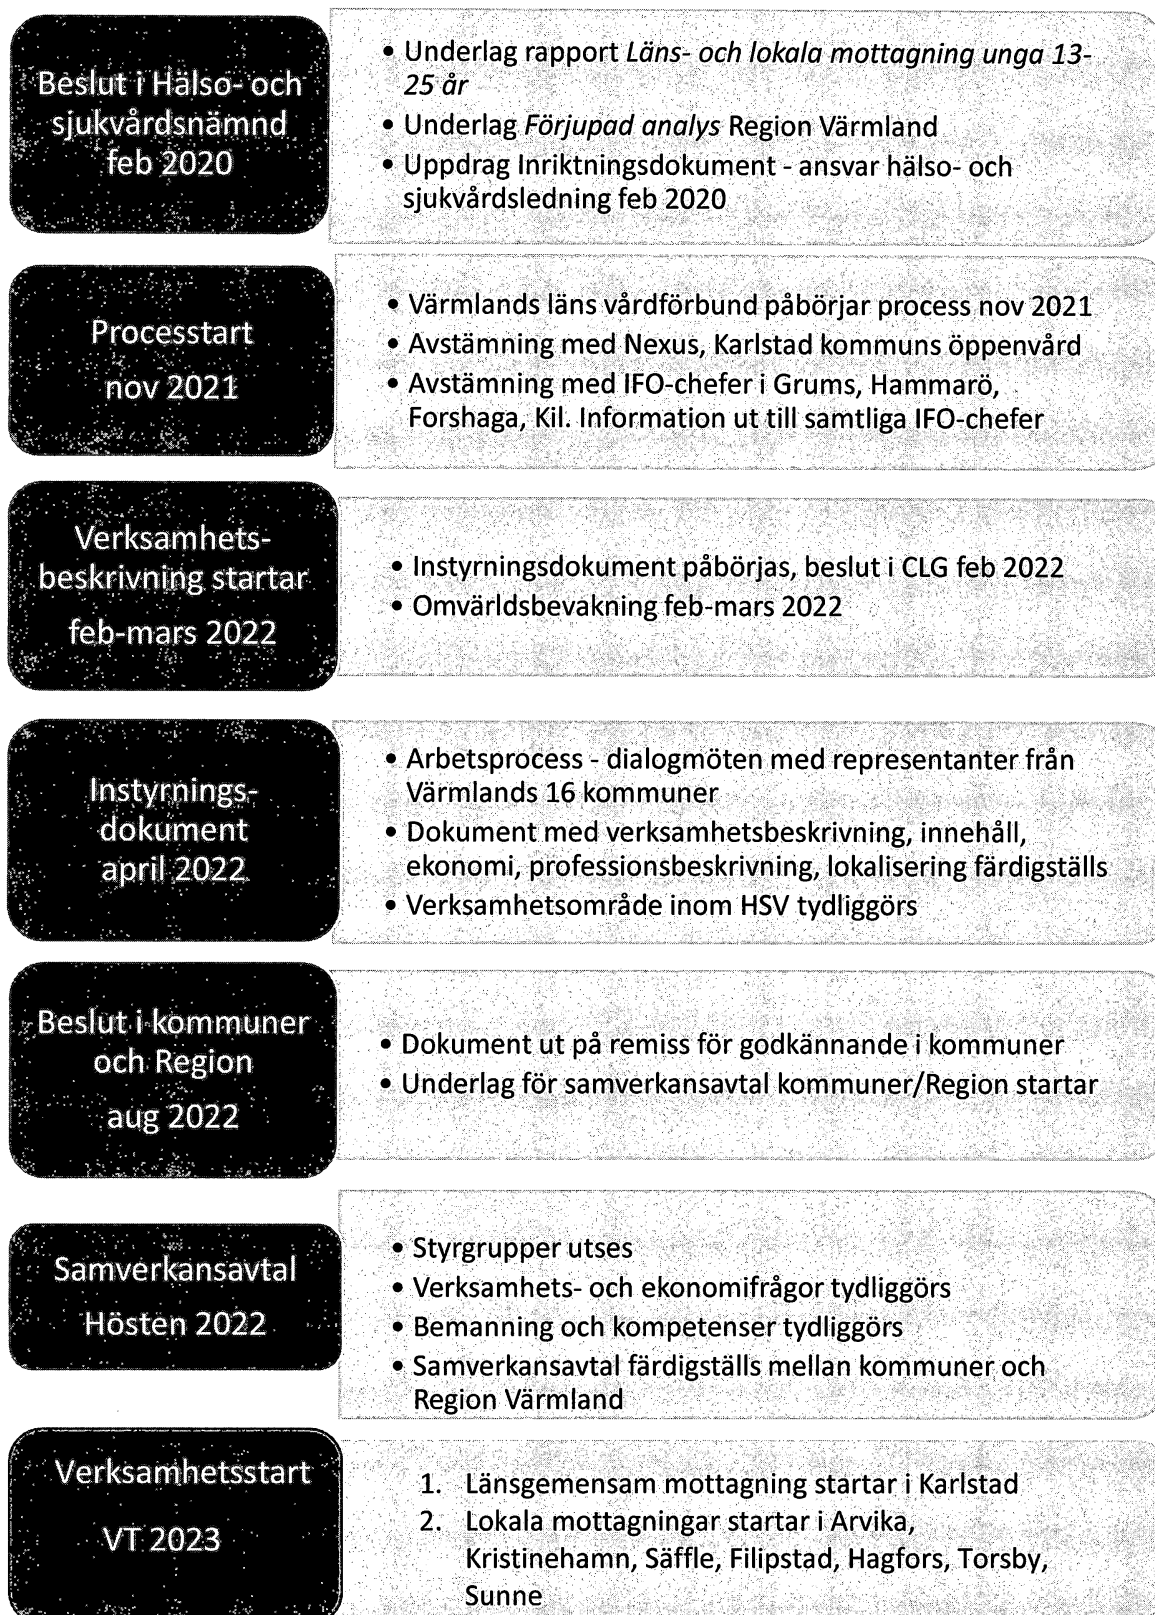 Beslut i Hälso- och
sjukvårdsnämnd
feb 2020
• Underlag rapport Läns- och lokala mottagning unga 13-
25 år
• Underlag Förjupad analys Region Värmland
• Uppdrag Inriktningsdokument - ansvar hälso- och
sjukvårdsledning feb 2020
Processtart
nov 2021
• Värmlands läns vårdförbund påbörjar process nov 2021
• Avstämning med Nexus, Karlstad kommuns öppenvård
• Avstämning med IFO-chefer i Grums, Hammarö,
Forshaga, Kil. Information ut till samtliga IFO-chefer
Verksamhets-
beskrivning startar
feb-mars 2022
• Instyrningsdokument påbörjas, beslut i CLG feb 2022
• Omvärldsbevakning feb-mars 2022
Instyrnings-
dokument
april 2022
• Arbetsprocess - dialogmöten med representanter från
Värmlands 16 kommuner
• Dokument med verksamhetsbeskrivning, innehåll,
ekonomi, professionsbeskrivning, lokalisering färdigställs
• Verksamhetsområde inom HSV tydliggörs
Beslut i kommuner
och Region
aug 2022
• Dokument ut på remiss för godkännande i kommuner
• Underlag för samverkansavtal kommuner/Region startar
Samverkansavtal
Hösten 2022
• Styrgrupper utses
• Verksamhets- och ekonomifrågor tydliggörs
• Bemanning och kompetenser tydliggörs
• Samverkansavtal färdigställs mellan kommuner och
Region Värmland
Verksamhetsstart
VT 2023
1. Länsgemensam mottagning startar i Karlstad
2. Lokala mottagningar startar i Arvika,
Kristinehamn, Säffle, Filipstad, Hagfors, Torsby,
Sunne